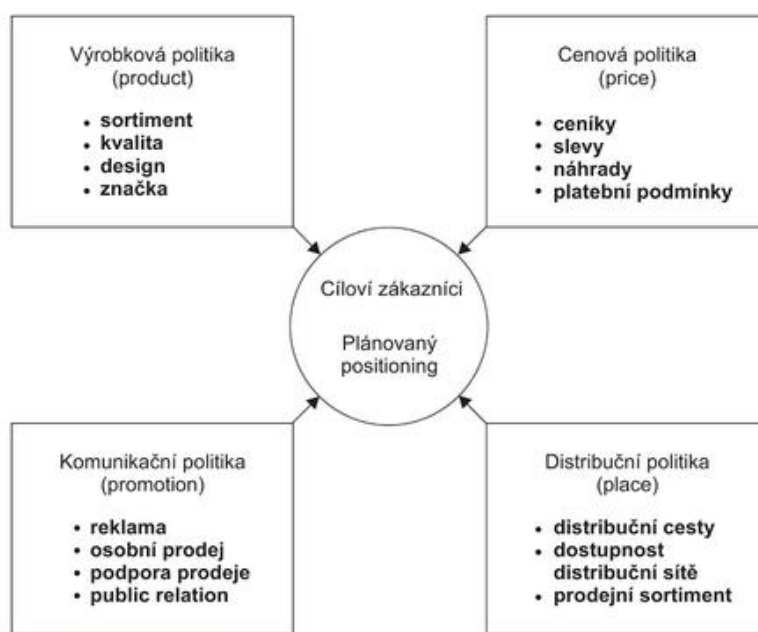 Výrobková politika
(product)
• sortiment
• kvalita
• design
• značka
Cenová politika
(price)
• ceníky
• slevy
• náhrady
• platební podmínky
Cíloví zákazníci
Plánovaný
positioning
Komunikační politika
(promotion)
• reklama
• osobní prodej
• podpora prodeje
• public relation
Distribuční politika
(place)
• distribuční cesty
• dostupnost
distribuční sítě
• prodejní sortiment